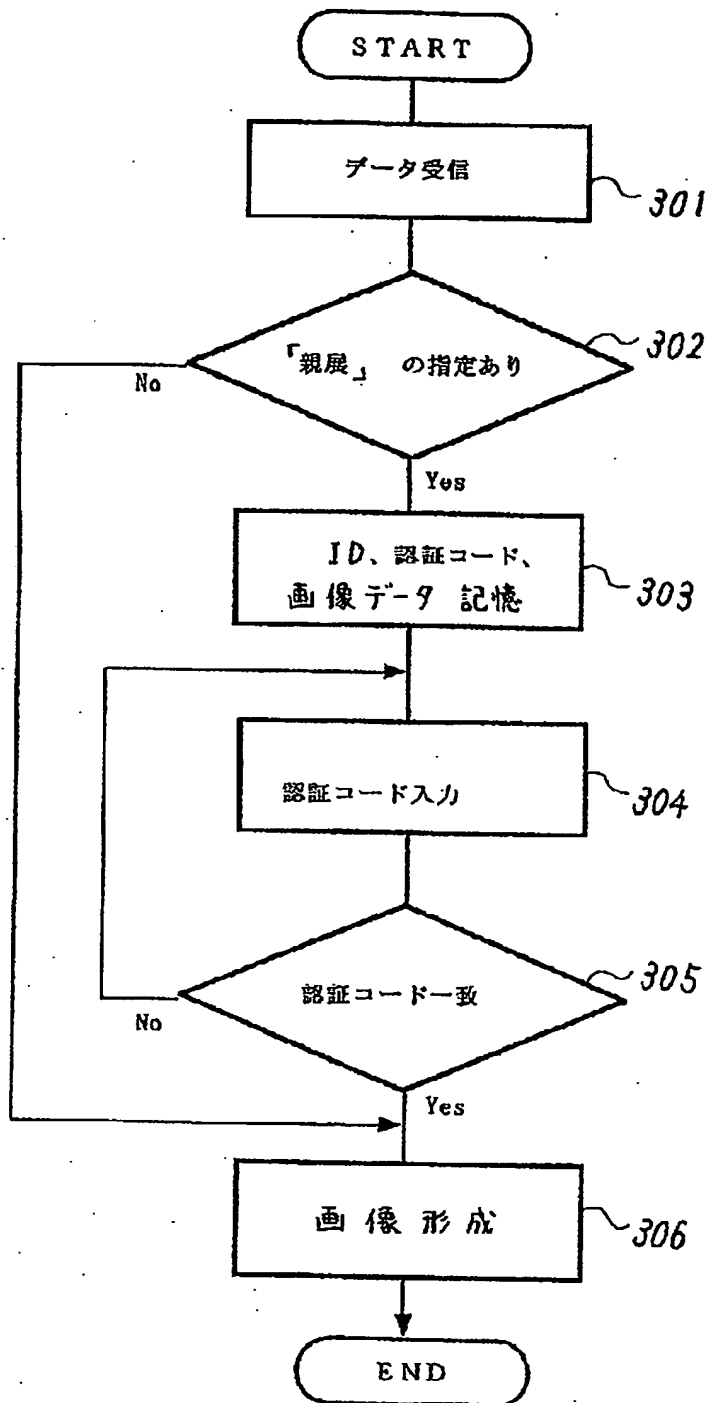 START
データ受信
301
「親展」 の指定あり
302
No
Yes
ID、認証コード、
画像データ 記憶
303
認証コード入力
304
認証コード一致
305
No
Yes
画像形成
306
END